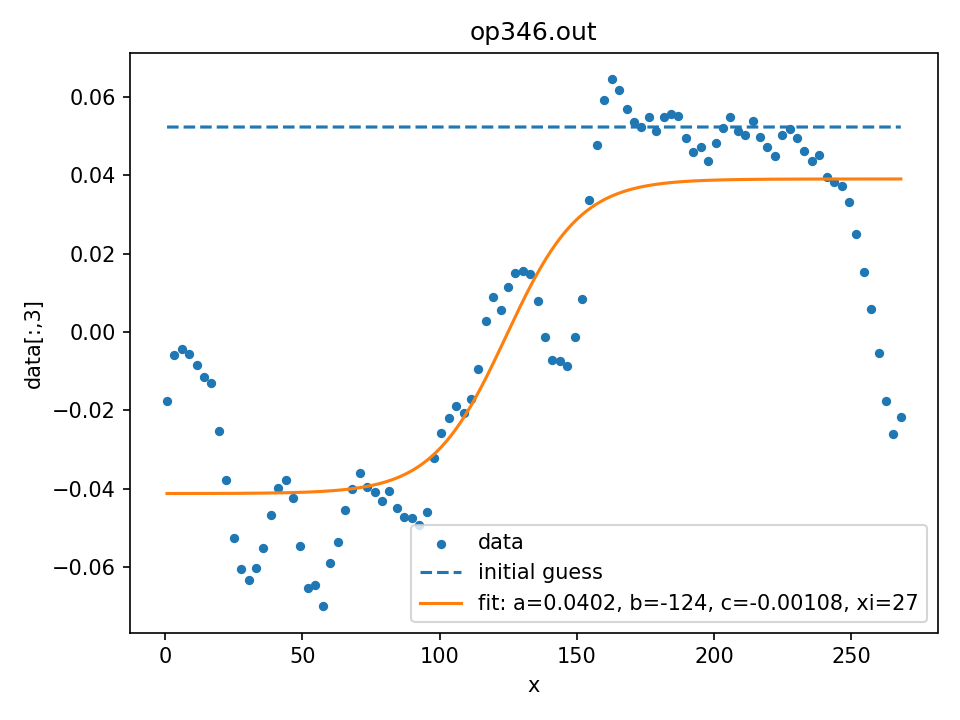 op346.out
0.06
0.04
0.02
0.00
−0.02
−0.04
−0.06
data[:,3]
data
initial guess
fit: a=0.0402, b=-124, c=-0.00108, xi=27
0 50 100 150 200 250
x